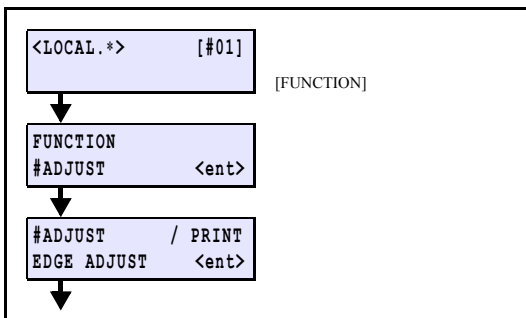 <LOCAL.*> [#01]
[FUNCTION]
FUNCTION
#ADJUST <ent>
#ADJUST / PRINT
EDGE ADJUST <ent>